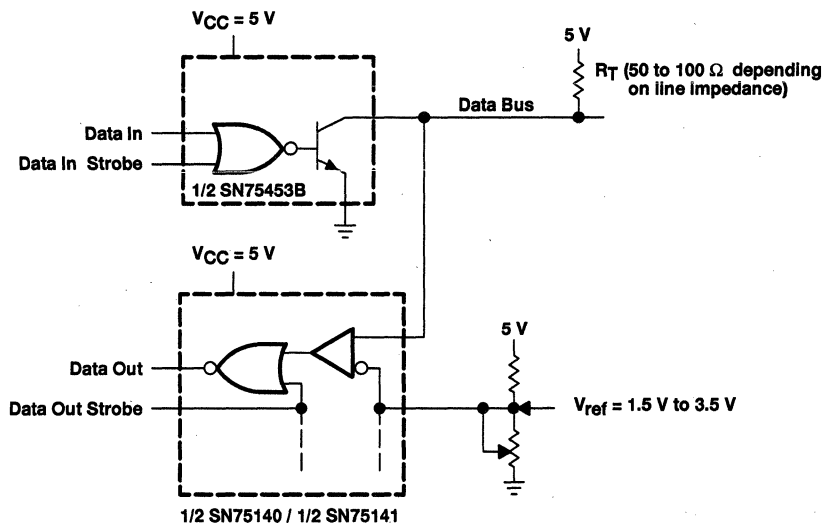 VCC = 5 V
5 V
RT (50 to 100 Ω depending
on line impedance)
Data Bus
Data In
Data In Strobe
1/2 SN75453B
VCC = 5 V
5 V
Data Out
Data Out Strobe
Vref = 1.5 V to 3.5 V
1/2 SN75140 / 1/2 SN75141